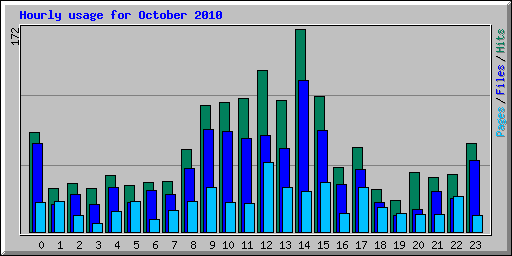 Hourly usage for October 2010
172
Pages/Files/Hits
0 1 2 3 4 5 6 7 8 9 10 11 12 13 14 15 16 17 18 19 20 21 22 23